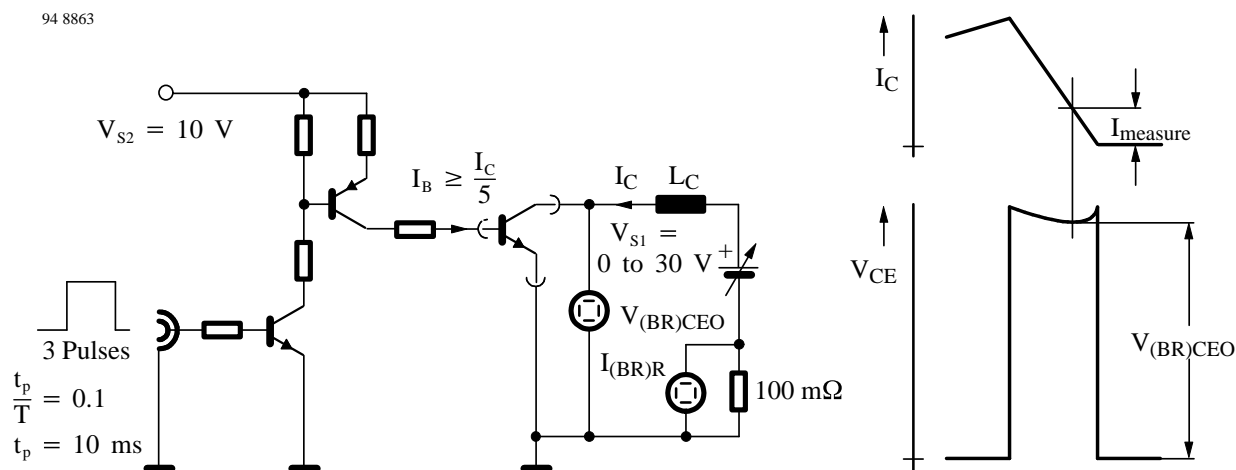 94 8863
V_S2 = 10 V
I_B ≥ I_C/5
I_C
L_C
V_S1 =
0 to 30 V
+
V_(BR)CEO
I_(BR)R
100 mΩ
3 Pulses
t_p/T = 0.1
t_p = 10 ms
I_C
I_measure
V_CE
V_(BR)CEO